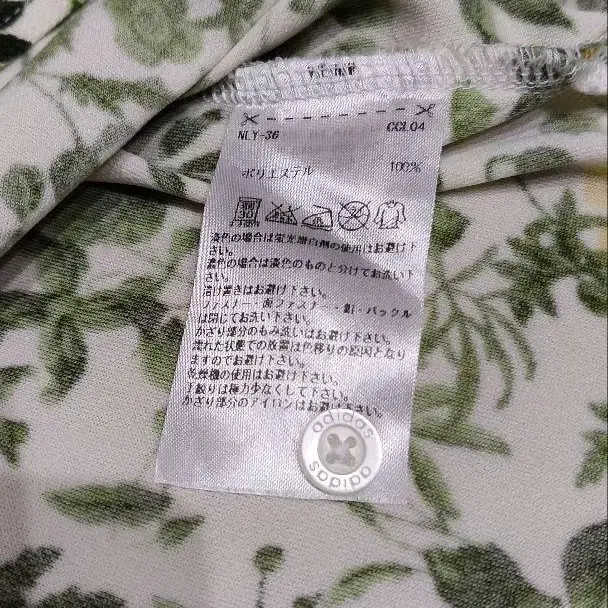 NLY-36 CCL04
ポリエステル 100%
淡色の場合は蛍光増白剤の使用はお避け下
さい。
濃色の場合は淡色のものと分けてお洗い下
さい。
漬け置きはお避け下さい。
ファスナー・面ファスナー・釦・バックル
は閉じてお洗い下さい。
かざり部分のもみ洗いはお避け下さい。
濡れた状態での放置は色移りの原因となり
ますのでお避け下さい。
乾燥機の使用はお避け下さい。
手絞りは極力少なくして下さい。
かざり部分のアイロンはお避け下さい。
adidas
adidas